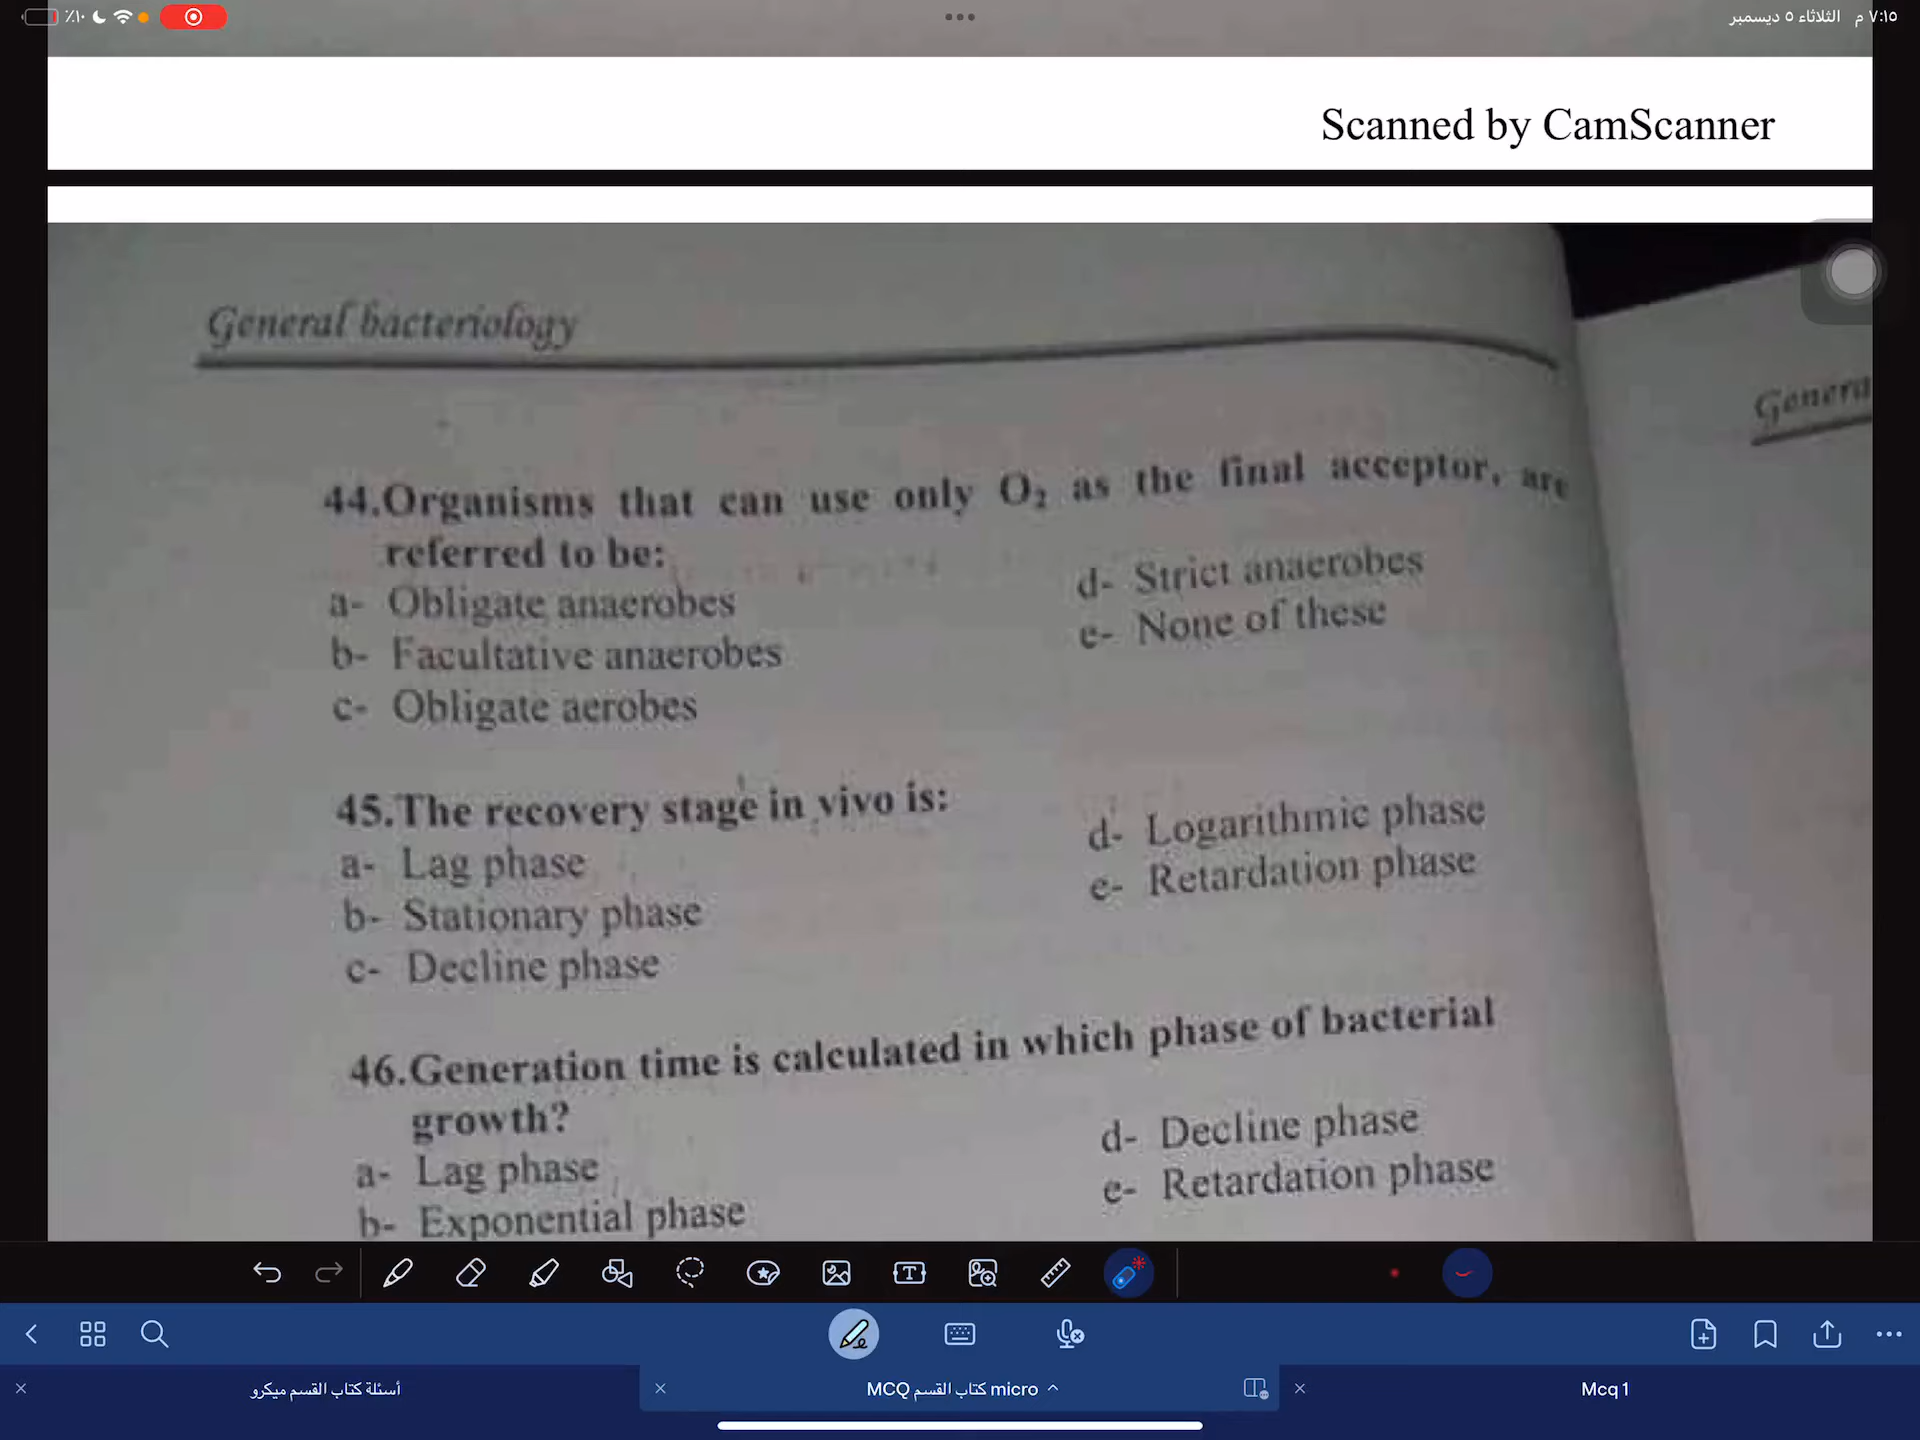 ٪١٠
٧:١٥ م الثلاثاء ٥ ديسمبر
Scanned by CamScanner
General bacteriology
Genera
44.Organisms that can use only O₂ as the final acceptor, are
referred to be:
a- Obligate anaerobes
b- Facultative anaerobes
c- Obligate aerobes
d- Strict anaerobes
e- None of these
45.The recovery stage in vivo is:
a- Lag phase
b- Stationary phase
c- Decline phase
d- Logarithmic phase
e- Retardation phase
46.Generation time is calculated in which phase of bacterial
growth?
a- Lag phase
b- Exponential phase
d- Decline phase
e- Retardation phase
أسئلة كتاب القسم ميكرو
MCQ كتاب القسم micro
Mcq 1